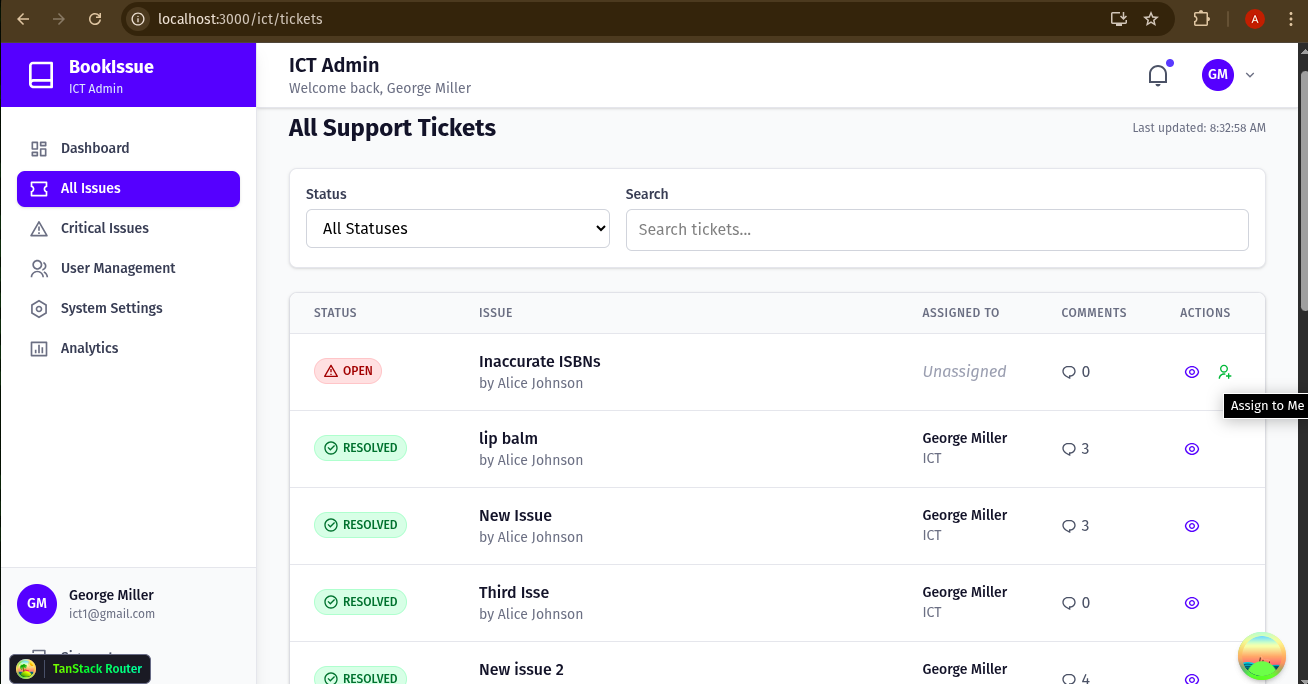 localhost:3000/ict/tickets
A
BookIssue
ICT Admin
ICT Admin
Welcome back, George Miller
GM
Dashboard
All Issues
Critical Issues
User Management
System Settings
Analytics
GM
George Miller
ict1@gmail.com
TanStack Router
All Support Tickets
Last updated: 8:32:58 AM
Status
Search
All Statuses
Search tickets...
STATUS ISSUE ASSIGNED TO COMMENTS ACTIONS
OPEN
Inaccurate ISBNs
by Alice Johnson
Unassigned
0
Assign to Me
RESOLVED
lip balm
by Alice Johnson
George Miller
ICT
3
RESOLVED
New Issue
by Alice Johnson
George Miller
ICT
3
RESOLVED
Third Isse
by Alice Johnson
George Miller
ICT
0
RESOLVED
New issue 2
George Miller
4